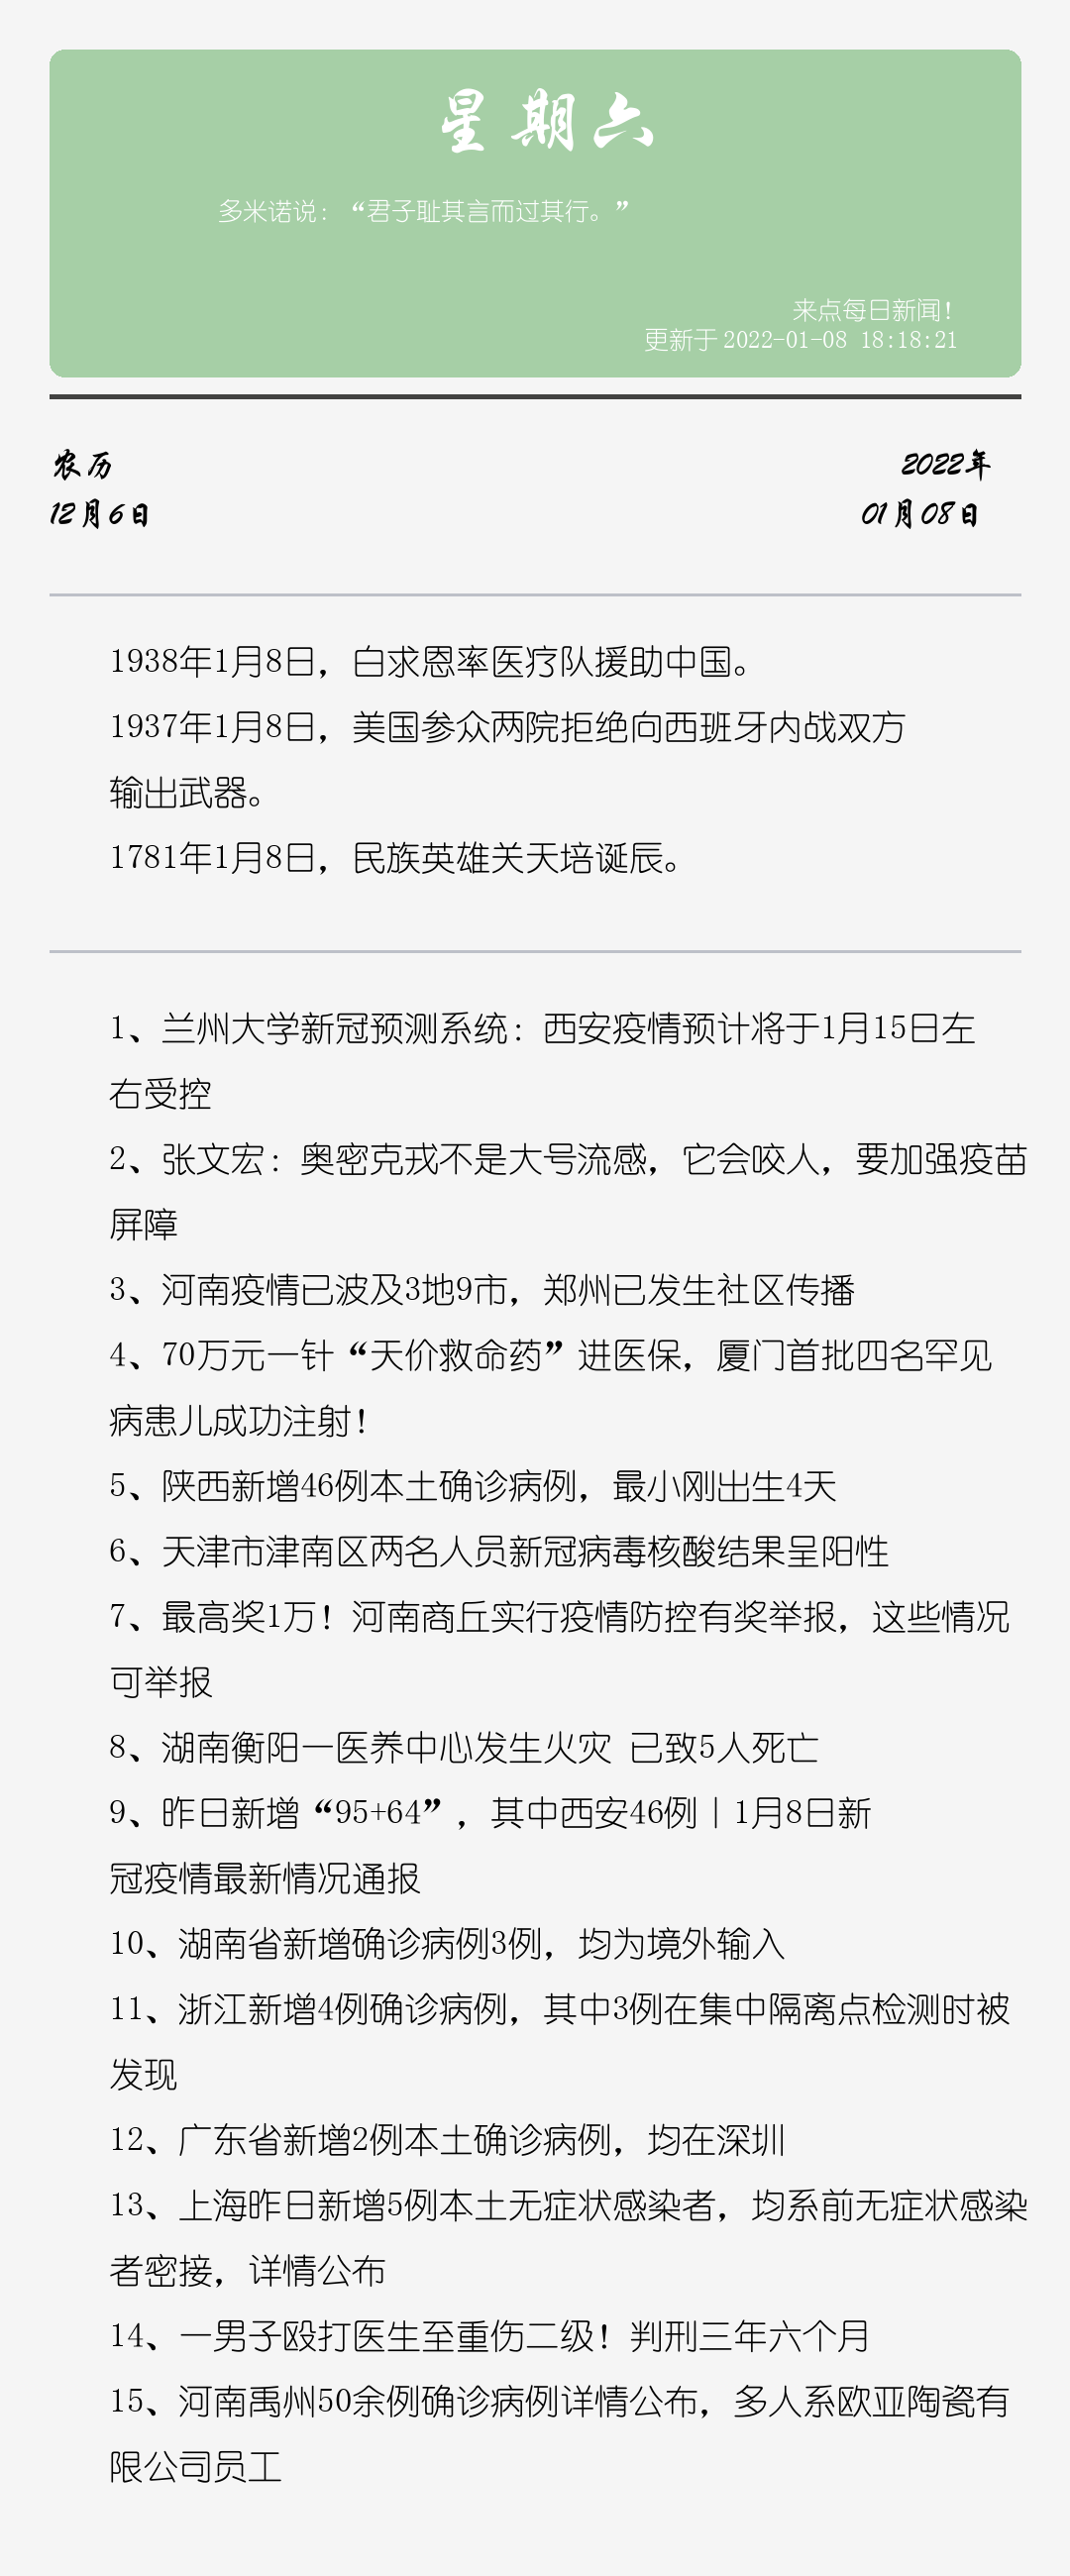 星期六
多米诺说：“君子耻其言而过其行。”
来点每日新闻！
更新于 2022-01-08 18:18:21
农历
2022年
12月6日
01月08日
1938年1月8日，白求恩率医疗队援助中国。
1937年1月8日，美国参众两院拒绝向西班牙内战双方
输出武器。
1781年1月8日，民族英雄关天培诞辰。
1、兰州大学新冠预测系统：西安疫情预计将于1月15日左
右受控
2、张文宏：奥密克戎不是大号流感，它会咬人，要加强疫苗
屏障
3、河南疫情已波及3地9市，郑州已发生社区传播
4、70万元一针“天价救命药”进医保，厦门首批四名罕见
病患儿成功注射！
5、陕西新增46例本土确诊病例，最小刚出生4天
6、天津市津南区两名人员新冠病毒核酸结果呈阳性
7、最高奖1万！河南商丘实行疫情防控有奖举报，这些情况
可举报
8、湖南衡阳一医养中心发生火灾 已致5人死亡
9、昨日新增“95+64”，其中西安46例｜1月8日新
冠疫情最新情况通报
10、湖南省新增确诊病例3例，均为境外输入
11、浙江新增4例确诊病例，其中3例在集中隔离点检测时被
发现
12、广东省新增2例本土确诊病例，均在深圳
13、上海昨日新增5例本土无症状感染者，均系前无症状感染
者密接，详情公布
14、一男子殴打医生至重伤二级！判刑三年六个月
15、河南禹州50余例确诊病例详情公布，多人系欧亚陶瓷有
限公司员工